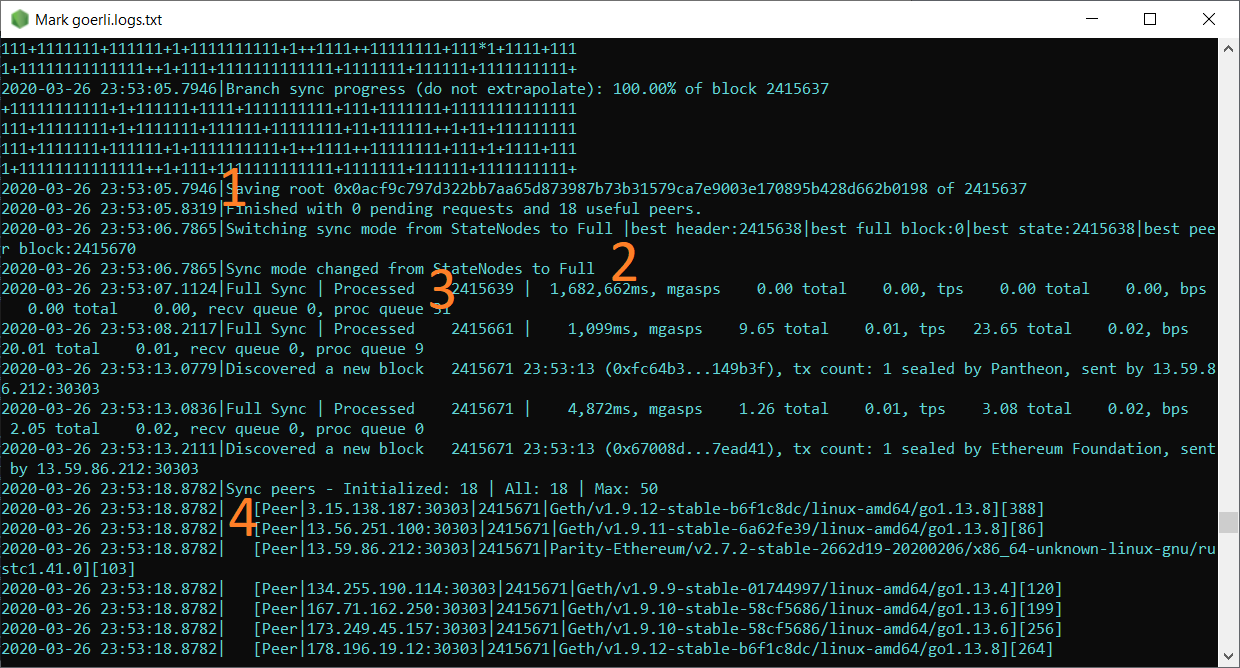 Mark goerli.logs.txt
111+1111111+111111+1+1111111111+1++1111++11111111+111*1+1111+111
1+11111111111111++1+111+1111111111111+1111111+111111+1111111111+
2020-03-26 23:53:05.7946|Branch sync progress (do not extrapolate): 100.00% of block 2415637
+11111111111+1+1111111+1111+1111111111+111+1111111+1111111111111
111+11111111+1+1111111+111111+111111111+11+111111++1+11+11111111
111+1111111+111111+1+1111111111+1++1111++11111111+111+1+1111+111
1+11111111111111++1+111+1111111111111+1111111+111111+1111111111+
2020-03-26 23:53:05.7946|Saving root 0x0acf9c797d322bb7aa65d873987b73b31579ca7e9003e170895b428d662b0198 of 2415637
1
2020-03-26 23:53:05.8319|Finished with 0 pending requests and 18 useful peers.
2020-03-26 23:53:06.7865|Switching sync mode from StateNodes to Full |best header:2415638|best full block:0|best state:2415638|best pee
r block:2415670
2020-03-26 23:53:06.7865|Sync mode changed from StateNodes to Full
2
2020-03-26 23:53:07.1124|Full Sync | Processed 2415639 | 1,682,662ms, mgasps 0.00 total 0.00, tps 0.00 total 0.00, bps
3
0.00 total 0.00, recv queue 0, proc queue 31
2020-03-26 23:53:08.2117|Full Sync | Processed 2415661 | 1,099ms, mgasps 9.65 total 0.01, tps 23.65 total 0.02, bps
20.01 total 0.01, recv queue 0, proc queue 9
2020-03-26 23:53:13.0779|Discovered a new block 2415671 23:53:13 (0xfc64b3...149b3f), tx count: 1 sealed by Pantheon, sent by 13.59.8
6.212:30303
2020-03-26 23:53:13.0836|Full Sync | Processed 2415671 | 4,872ms, mgasps 1.26 total 0.01, tps 3.08 total 0.02, bps
2.05 total 0.02, recv queue 0, proc queue 0
2020-03-26 23:53:13.2111|Discovered a new block 2415671 23:53:13 (0x67008d...7ead41), tx count: 1 sealed by Ethereum Foundation, sent
by 13.59.86.212:30303
2020-03-26 23:53:18.8782|Sync peers - Initialized: 18 | All: 18 | Max: 50
2020-03-26 23:53:18.8782| [Peer|3.15.138.187:30303|2415671|Geth/v1.9.12-stable-b6f1c8dc/linux-amd64/go1.13.8][388]
4
2020-03-26 23:53:18.8782| [Peer|13.56.251.100:30303|2415671|Geth/v1.9.11-stable-6a62fe39/linux-amd64/go1.13.8][86]
2020-03-26 23:53:18.8782| [Peer|13.59.86.212:30303|2415671|Parity-Ethereum/v2.7.2-stable-2662d19-20200206/x86_64-unknown-linux-gnu/ru
stc1.41.0][103]
2020-03-26 23:53:18.8782| [Peer|134.255.190.114:30303|2415671|Geth/v1.9.9-stable-01744997/linux-amd64/go1.13.4][120]
2020-03-26 23:53:18.8782| [Peer|167.71.162.250:30303|2415671|Geth/v1.9.10-stable-58cf5686/linux-amd64/go1.13.6][199]
2020-03-26 23:53:18.8782| [Peer|173.249.45.157:30303|2415671|Geth/v1.9.10-stable-58cf5686/linux-amd64/go1.13.6][256]
2020-03-26 23:53:18.8782| [Peer|178.196.19.12:30303|2415671|Geth/v1.9.12-stable-b6f1c8dc/linux-amd64/go1.13.8][264]